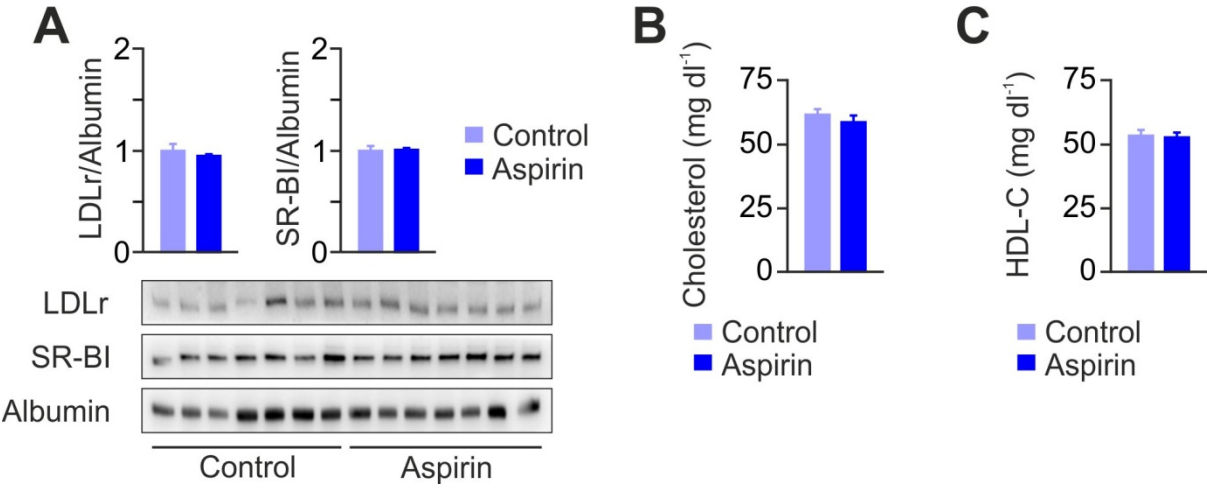 A
LDLr/Albumin
2
1
0
SR-BI/Albumin
2
1
0
Control
Aspirin
LDLr
SR-BI
Albumin
Control
Aspirin
B
Cholesterol (mg dl⁻¹)
75
50
25
0
Control
Aspirin
C
HDL-C (mg dl⁻¹)
75
50
25
0
Control
Aspirin